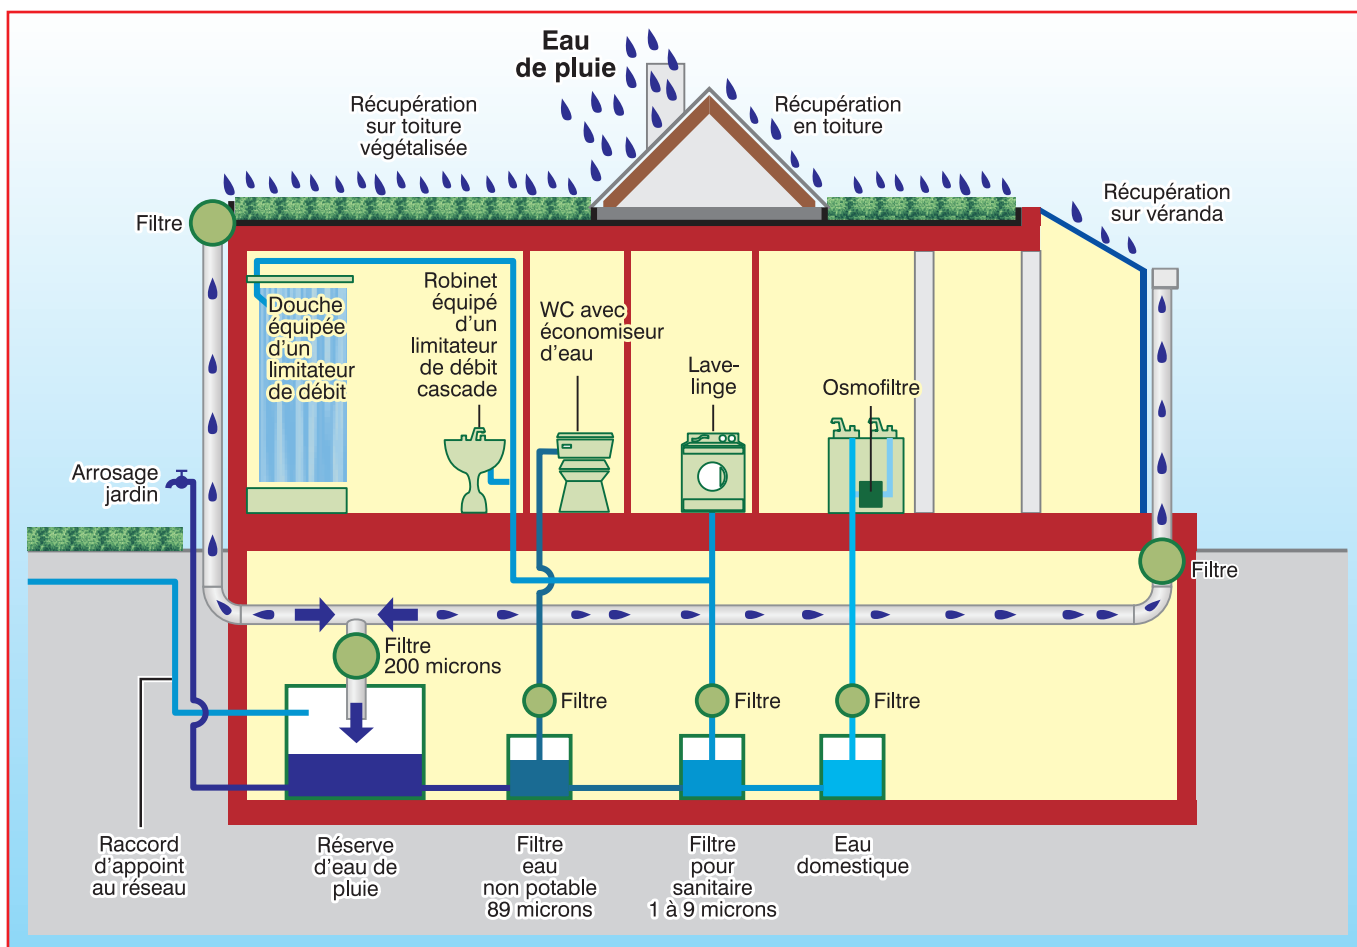 Eau
de pluie
Récupération
sur toiture
végétalisée
Récupération
en toiture
Récupération
sur véranda
Filtre
Douche
équipée
d'un
limitateur
de débit
Robinet
équipé
d'un
limitateur
de débit
cascade
WC avec
économiseur
d'eau
Lave-
linge
Osmofiltre
Arrosage
jardin
Filtre
Filtre
200 microns
Filtre
Filtre
Filtre
Raccord
d'appoint
au réseau
Réserve
d'eau de
pluie
Filtre
eau
non potable
89 microns
Filtre
pour
sanitaire
1 à 9 microns
Eau
domestique